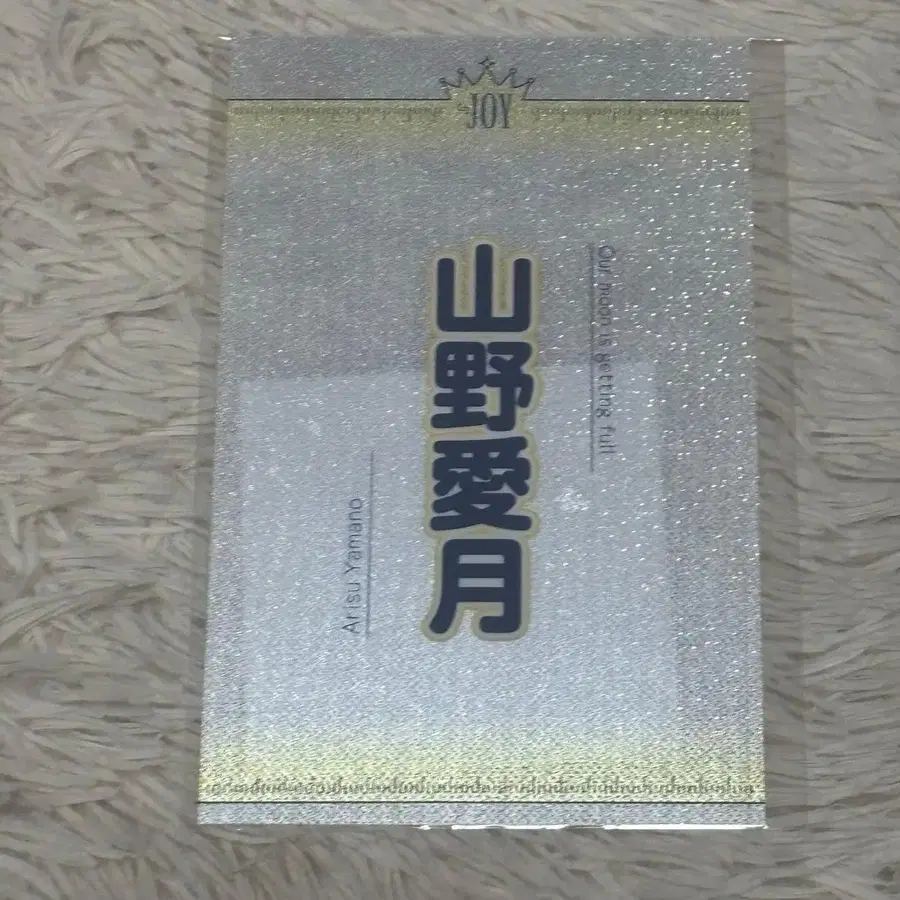 JOY
山野愛月
Our moon is getting full
Arisu Yamano